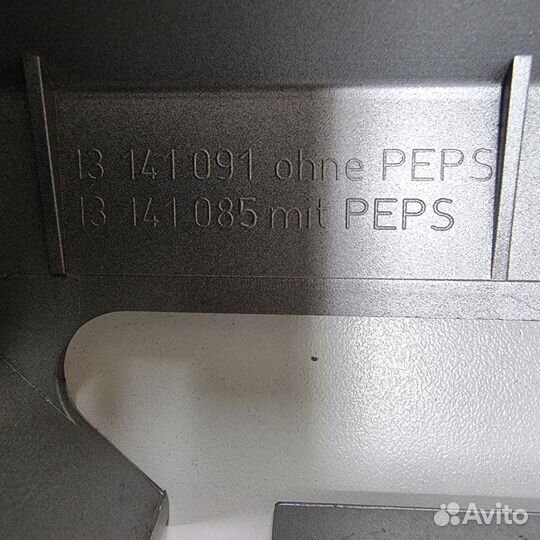 13 141 091 ohne PEPS
13 141 085 mit PEPS
Avito